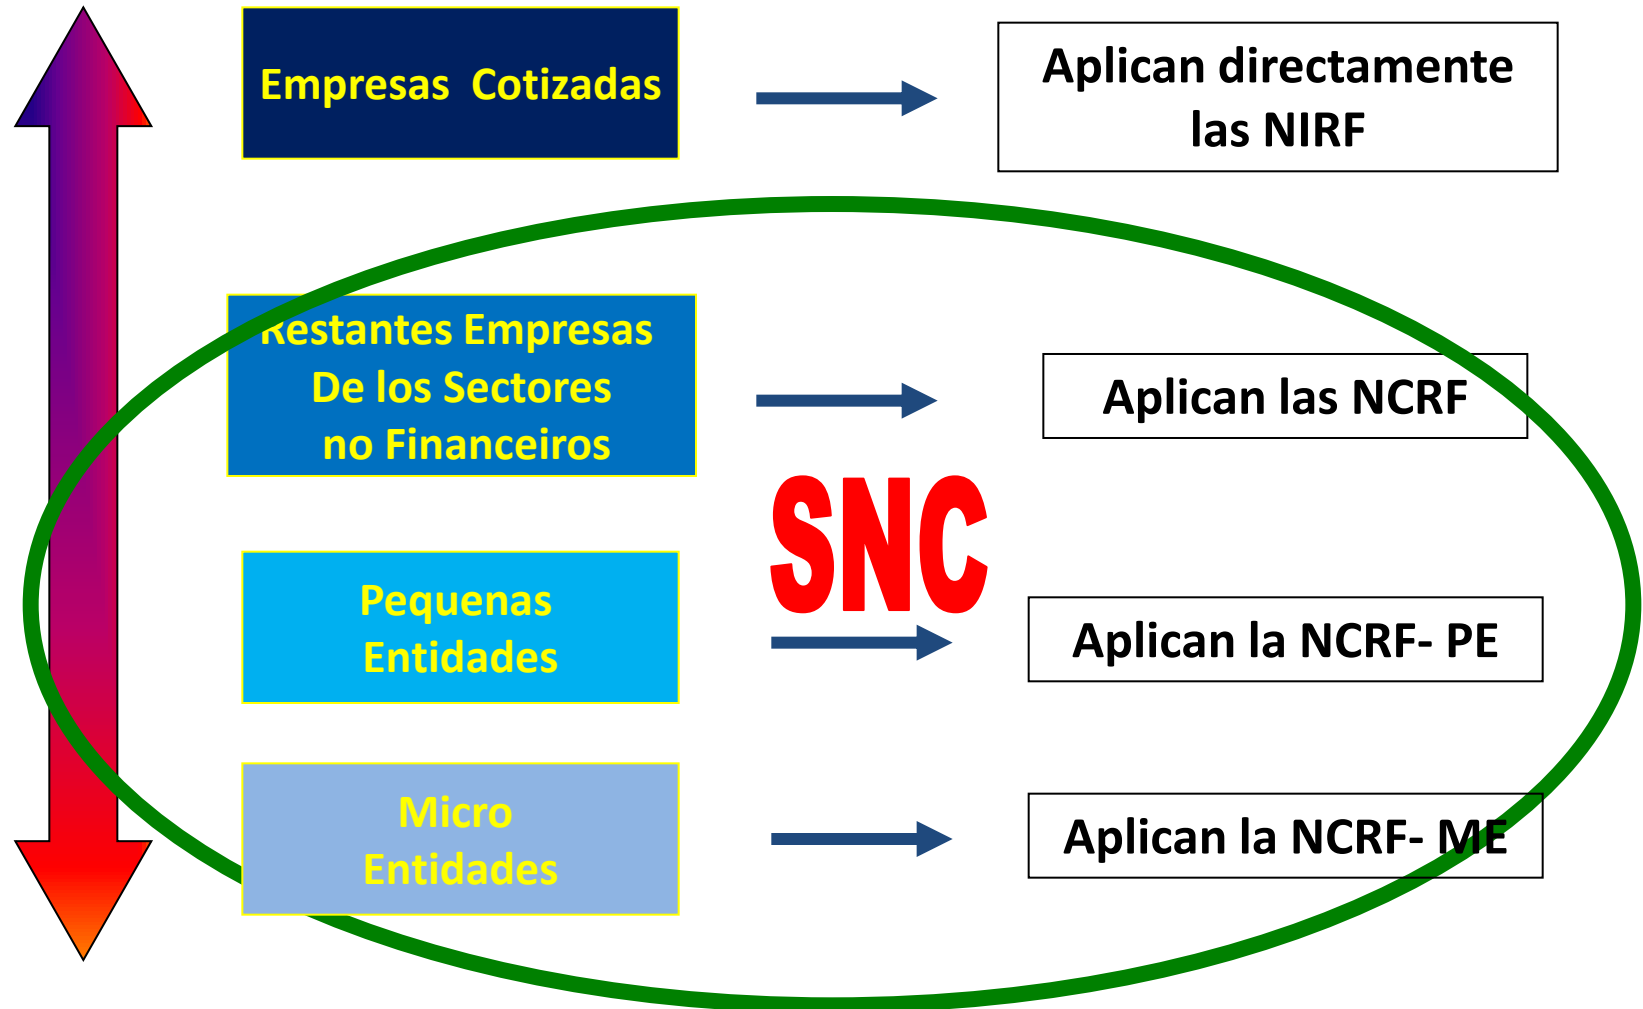 Empresas Cotizadas
Aplican directamente
las NIRF
Restantes Empresas
De los Sectores
no Financeiros
Aplican las NCRF
SNC
Pequenas
Entidades
Aplican la NCRF- PE
Micro
Entidades
Aplican la NCRF- ME